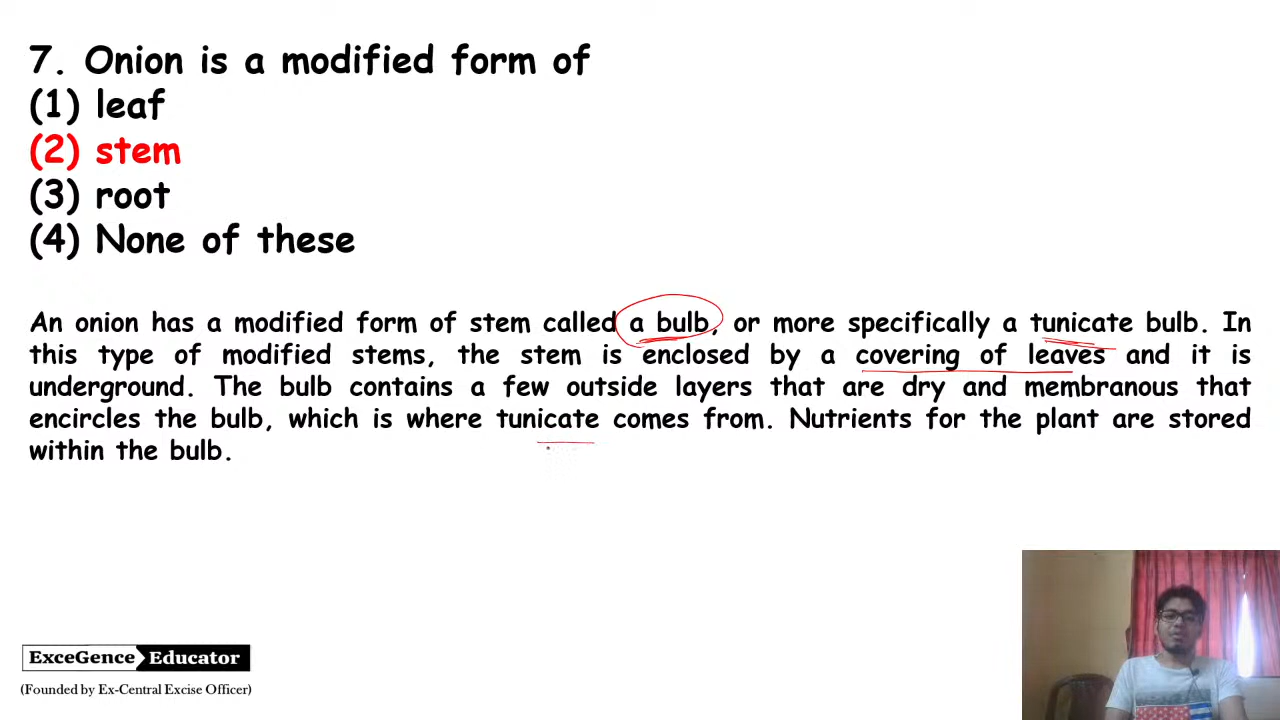 7. Onion is a modified form of
(1) leaf
(2) stem
(3) root
(4) None of these
An onion has a modified form of stem called a bulb, or more specifically a tunicate bulb. In
this type of modified stems, the stem is enclosed by a covering of leaves and it is
underground. The bulb contains a few outside layers that are dry and membranous that
encircles the bulb, which is where tunicate comes from. Nutrients for the plant are stored
within the bulb.
ExceGence Educator
(Founded by Ex-Central Excise Officer)